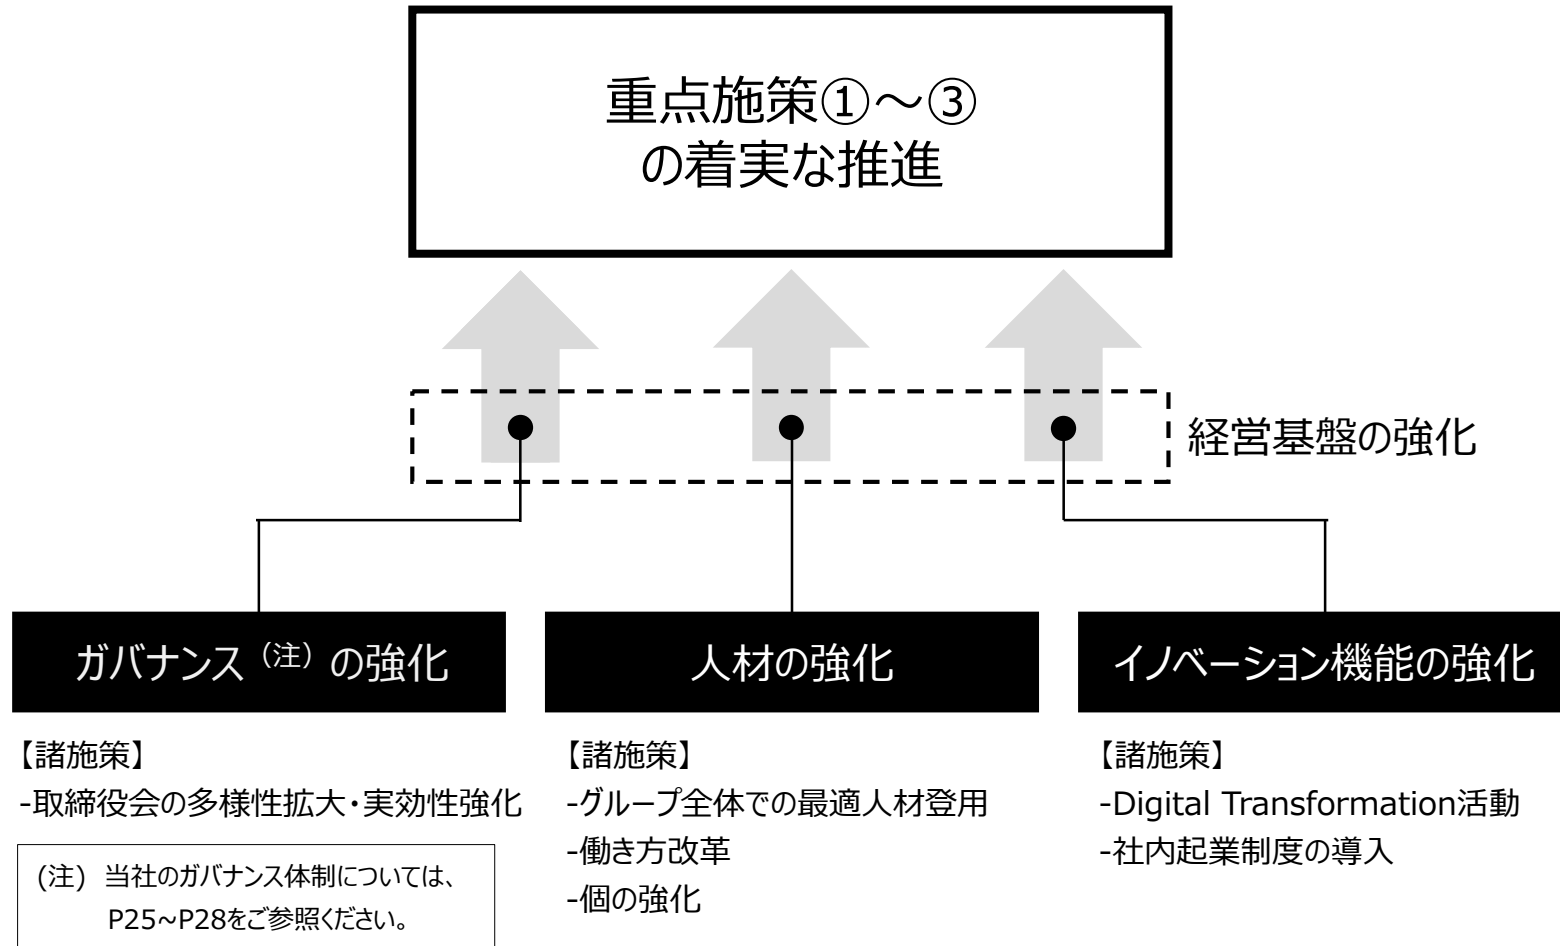 重点施策①～③
の着実な推進
経営基盤の強化
ガバナンス（注）の強化
人材の強化
イノベーション機能の強化
【諸施策】
-取締役会の多様性拡大・実効性強化
(注) 当社のガバナンス体制については、
P25~P28をご参照ください。
【諸施策】
-グループ全体での最適人材登用
-働き方改革
-個の強化
【諸施策】
-Digital Transformation活動
-社内起業制度の導入